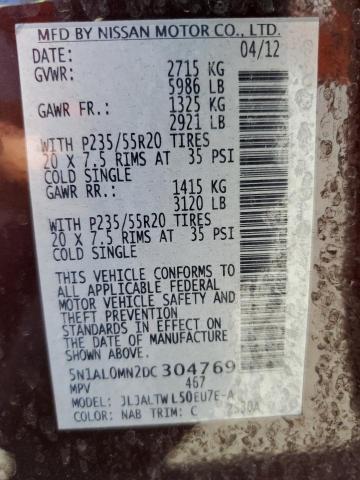 MFD BY NISSAN MOTOR CO., LTD.
DATE: 04/12
GVWR: 2715 KG
5986 LB
GAWR FR.: 1325 KG
2921 LB
WITH P235/55R20 TIRES
20 X 7.5 RIMS AT 35 PSI
COLD SINGLE
GAWR RR.: 1415 KG
3120 LB
WITH P235/55R20 TIRES
20 X 7.5 RIMS AT 35 PSI
COLD SINGLE
THIS VEHICLE CONFORMS TO
ALL APPLICABLE FEDERAL
MOTOR VEHICLE SAFETY AND
THEFT PREVENTION
STANDARDS IN EFFECT ON
THE DATE OF MANUFACTURE
SHOWN ABOVE.
5N1AL0MN2DC304769
MPV 467
MODEL: JLJALTWL50EU7E-A
COLOR: NAB TRIM: C